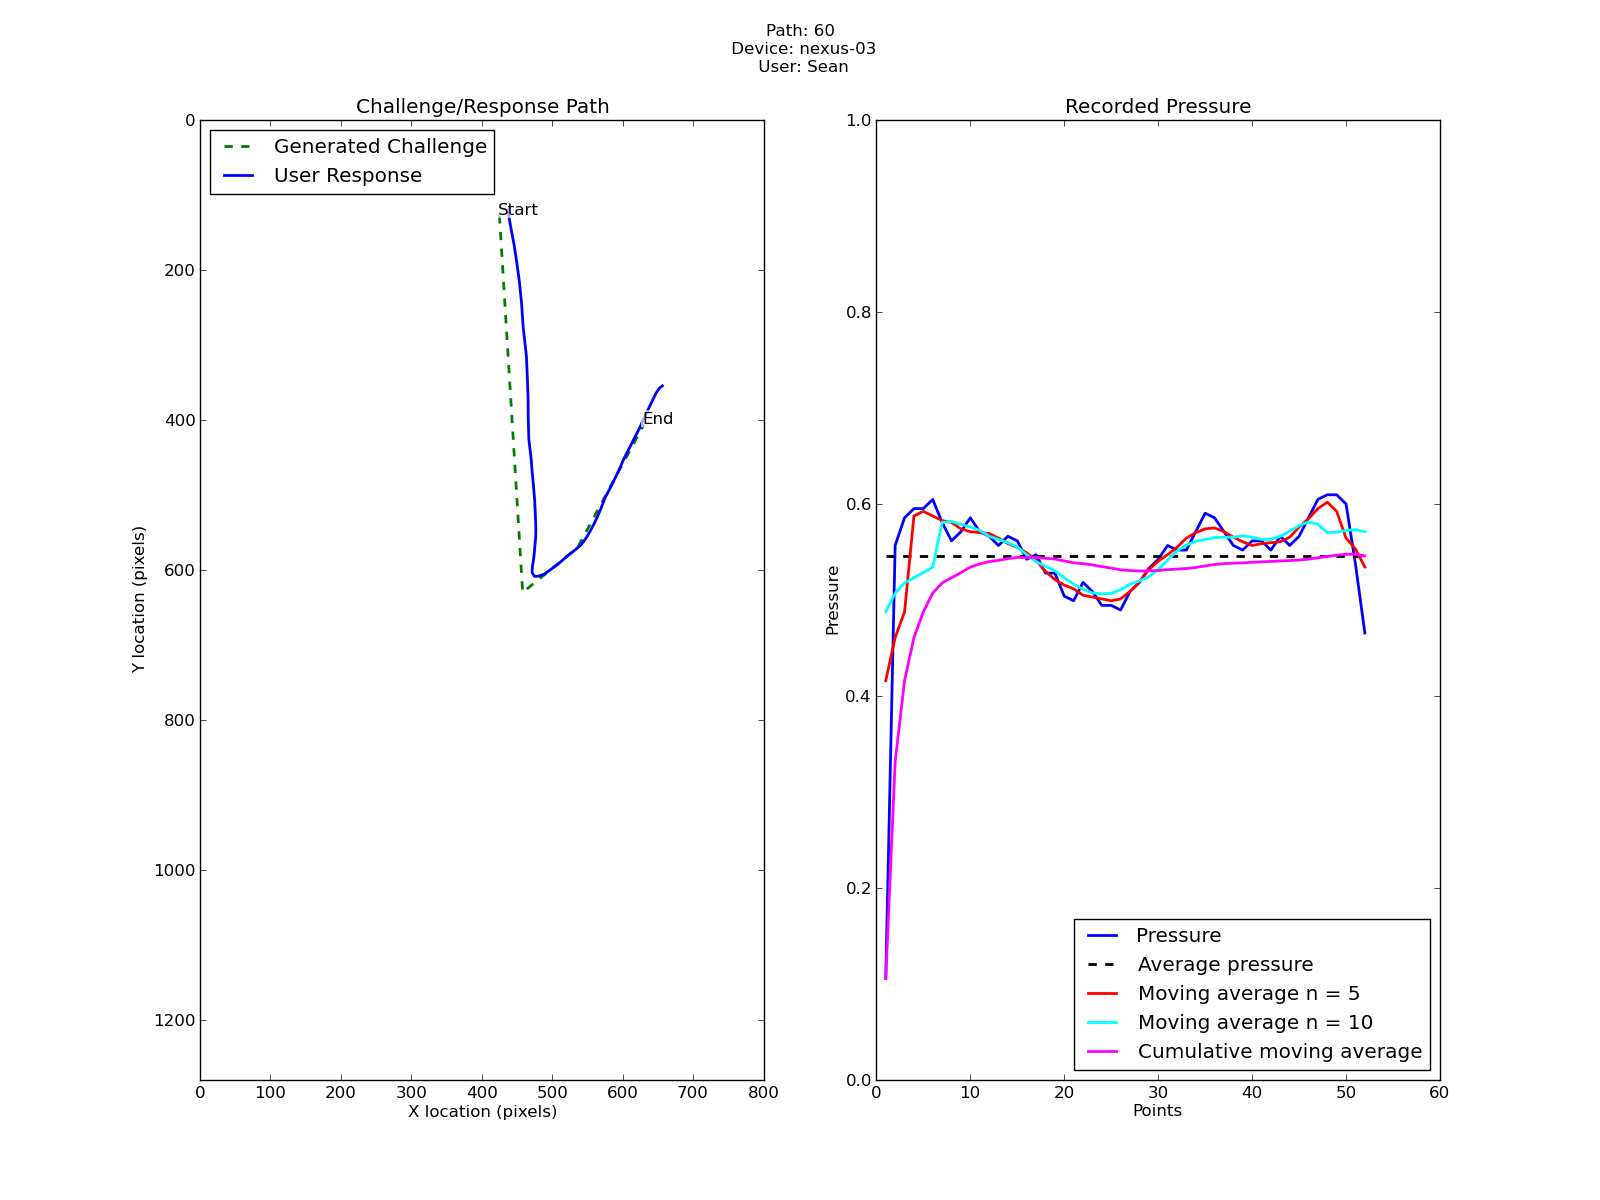 Path: 60
Device: nexus-03
User: Sean
Challenge/Response Path
Generated Challenge
User Response
Start
End
0
200
400
600
800
1000
1200
Y location (pixels)
0 100 200 300 400 500 600 700 800
X location (pixels)
Recorded Pressure
1.0
0.8
0.6
0.4
0.2
0.0
Pressure
Pressure
Average pressure
Moving average n = 5
Moving average n = 10
Cumulative moving average
0 10 20 30 40 50 60
Points